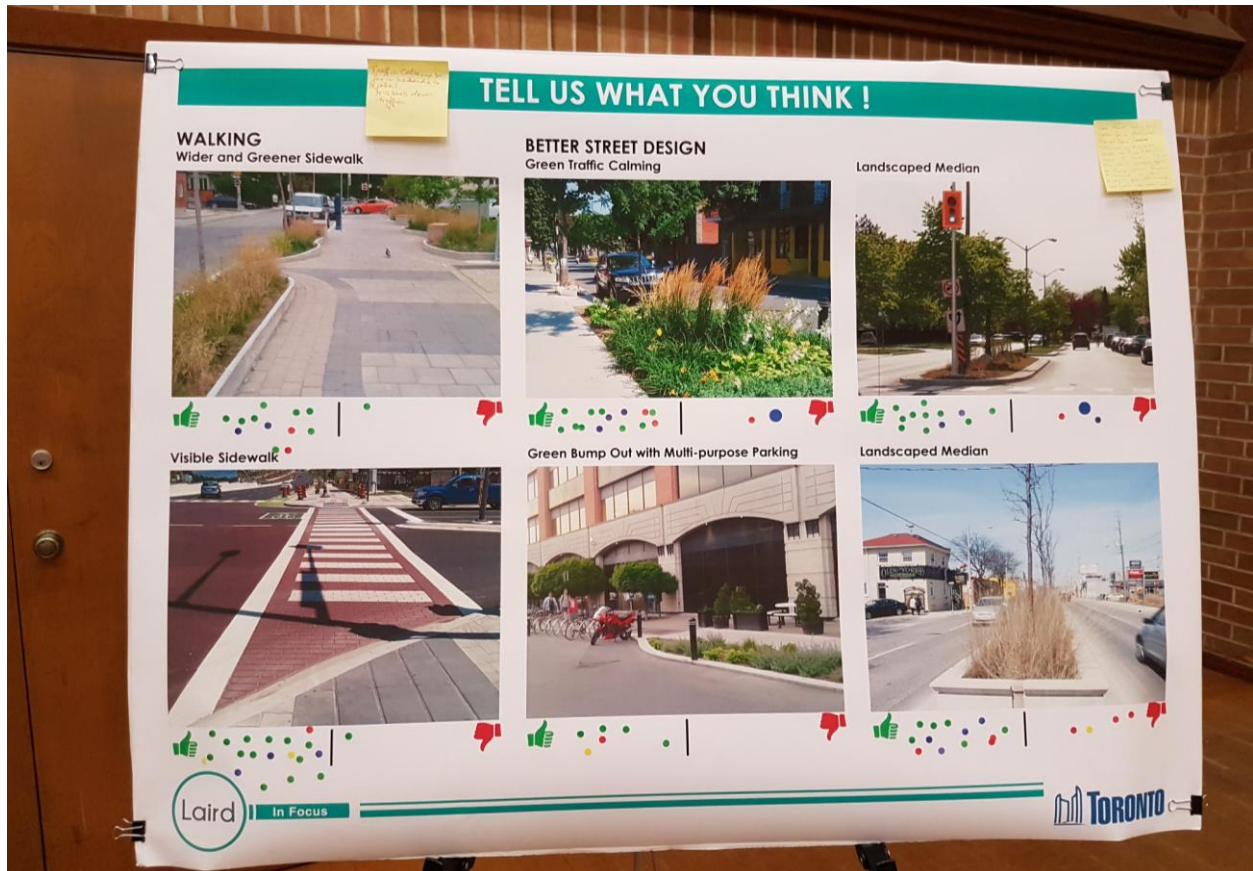 TELL US WHAT YOU THINK !
WALKING
Wider and Greener Sidewalk
BETTER STREET DESIGN
Green Traffic Calming
Landscaped Median
Visible Sidewalk
Green Bump Out with Multi-purpose Parking
Landscaped Median
Laird
In Focus
TORONTO